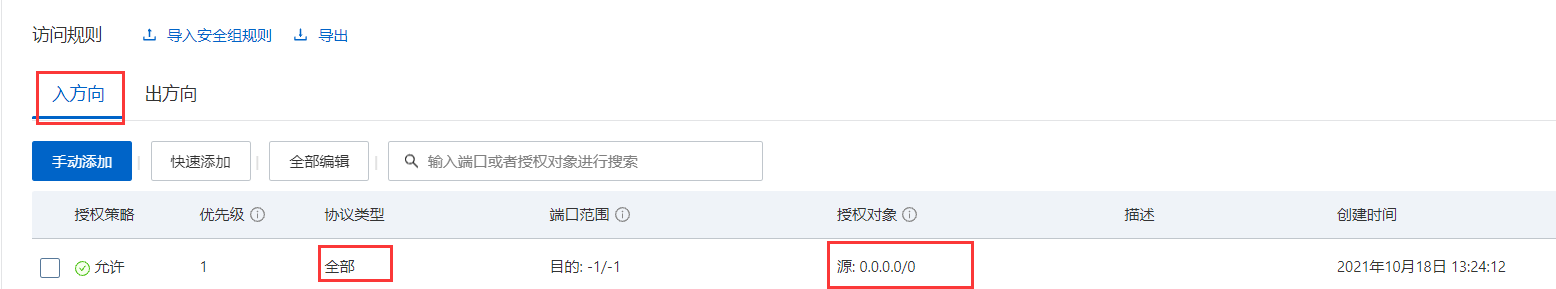 访问规则 导入安全组规则 导出
入方向 出方向
手动添加 快速添加 全部编辑 输入端口或者授权对象进行搜索
授权策略 优先级 协议类型 端口范围 授权对象 描述 创建时间
允许 1 全部 目的: -1/-1 源: 0.0.0.0/0 2021年10月18日 13:24:12